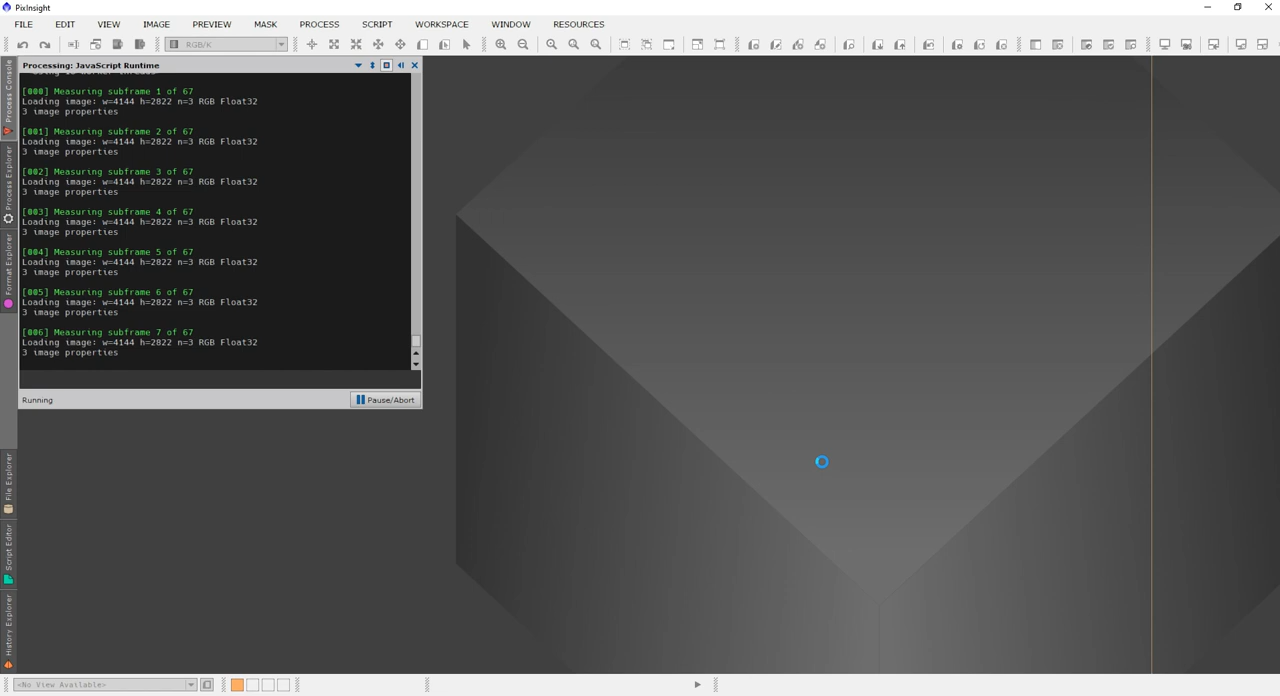 PixInsight
FILE EDIT VIEW IMAGE PREVIEW MASK PROCESS SCRIPT WORKSPACE WINDOW RESOURCES
RGB/K
Process Console
Process Explorer
Format Explorer
File Explorer
Script Editor
History Explorer
Processing: JavaScript Runtime
[000] Measuring subframe 1 of 67
Loading image: w=4144 h=2822 n=3 RGB Float32
3 image properties
[001] Measuring subframe 2 of 67
Loading image: w=4144 h=2822 n=3 RGB Float32
3 image properties
[002] Measuring subframe 3 of 67
Loading image: w=4144 h=2822 n=3 RGB Float32
3 image properties
[003] Measuring subframe 4 of 67
Loading image: w=4144 h=2822 n=3 RGB Float32
3 image properties
[004] Measuring subframe 5 of 67
Loading image: w=4144 h=2822 n=3 RGB Float32
3 image properties
[005] Measuring subframe 6 of 67
Loading image: w=4144 h=2822 n=3 RGB Float32
3 image properties
[006] Measuring subframe 7 of 67
Loading image: w=4144 h=2822 n=3 RGB Float32
3 image properties
Running
Pause/Abort
<No View Available>